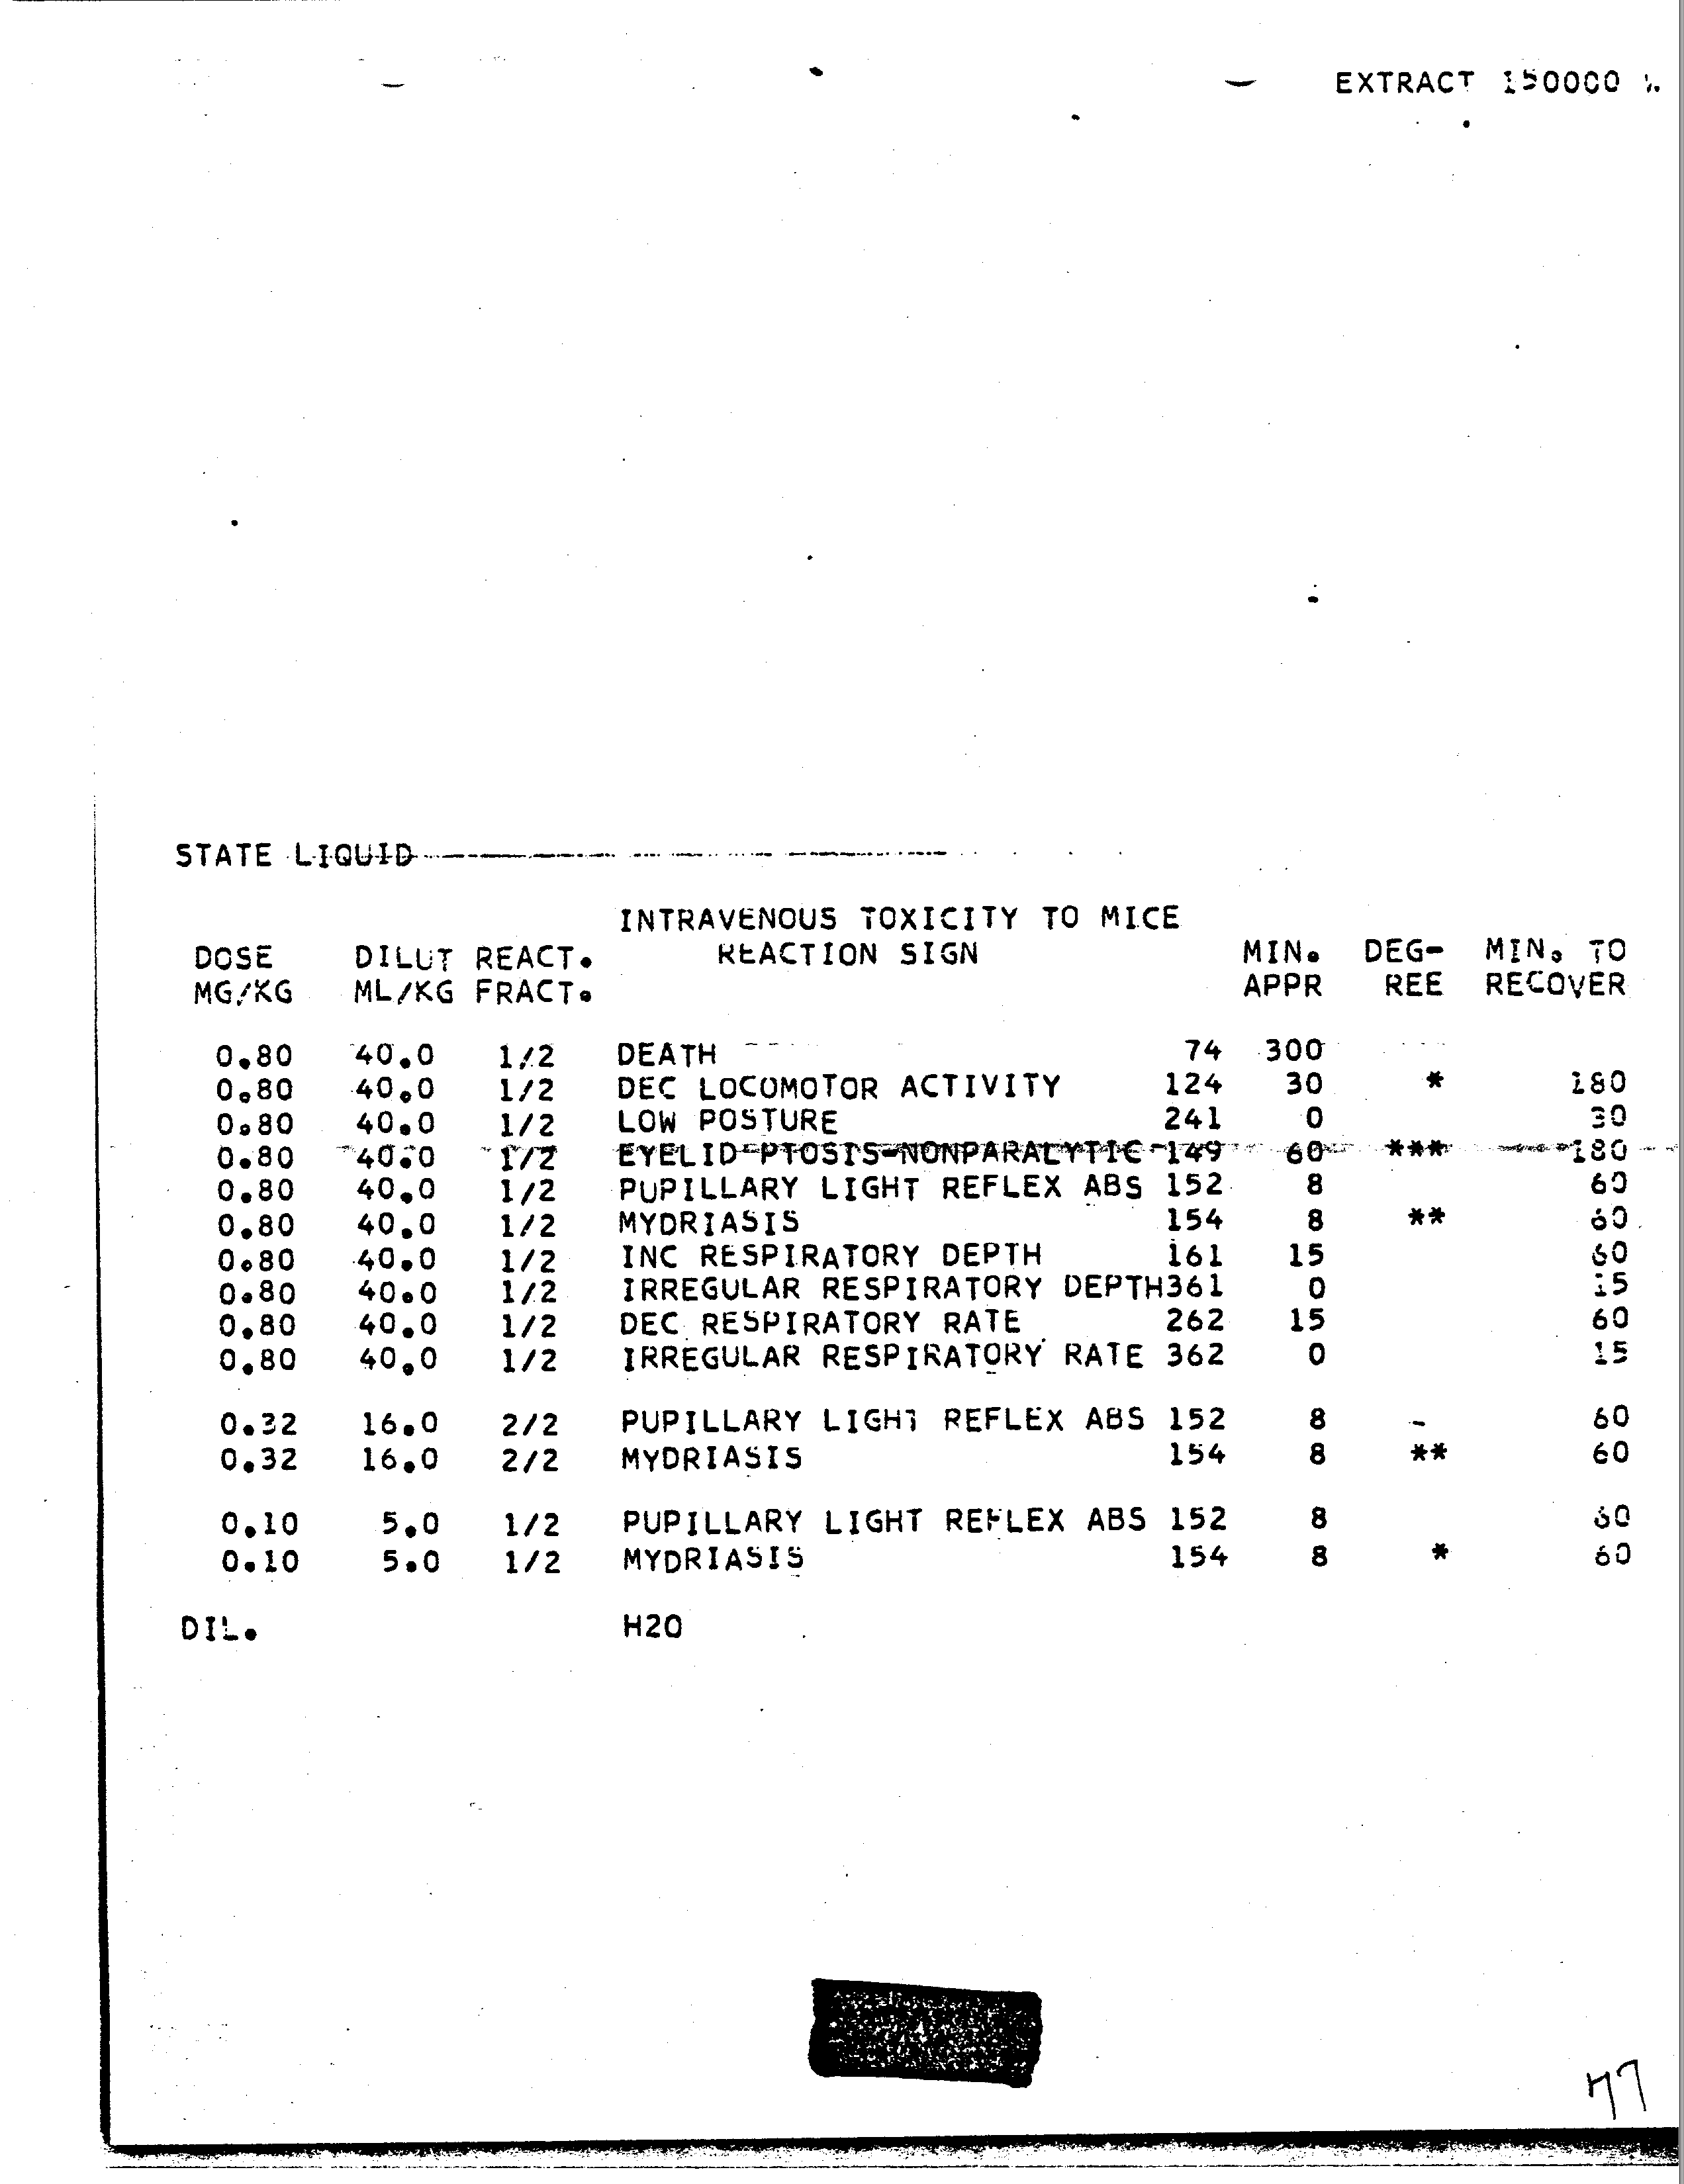 EXTRACT 150000
STATE LIQUID
INTRAVENOUS TOXICITY TO MICE
DOSE DILUT REACT. REACTION SIGN MIN. DEG- MIN. TO
MG/KG ML/KG FRACT. APPR REE RECOVER
0.80 40.0 1/2 DEATH 74 300
0.80 40.0 1/2 DEC LOCOMOTOR ACTIVITY 124 30 * 180
0.80 40.0 1/2 LOW POSTURE 241 0 30
0.80 40.0 1/2 EYELID-PTOSIS-NONPARALYTIC 149 60 *** 180
0.80 40.0 1/2 PUPILLARY LIGHT REFLEX ABS 152 8 60
0.80 40.0 1/2 MYDRIASIS 154 8 ** 60
0.80 40.0 1/2 INC RESPIRATORY DEPTH 161 15 60
0.80 40.0 1/2 IRREGULAR RESPIRATORY DEPTH361 0 15
0.80 40.0 1/2 DEC RESPIRATORY RATE 262 15 60
0.80 40.0 1/2 IRREGULAR RESPIRATORY RATE 362 0 15
0.32 16.0 2/2 PUPILLARY LIGHT REFLEX ABS 152 8 60
0.32 16.0 2/2 MYDRIASIS 154 8 ** 60
0.10 5.0 1/2 PUPILLARY LIGHT REFLEX ABS 152 8 60
0.10 5.0 1/2 MYDRIASIS 154 8 * 60
DIL. H2O
77